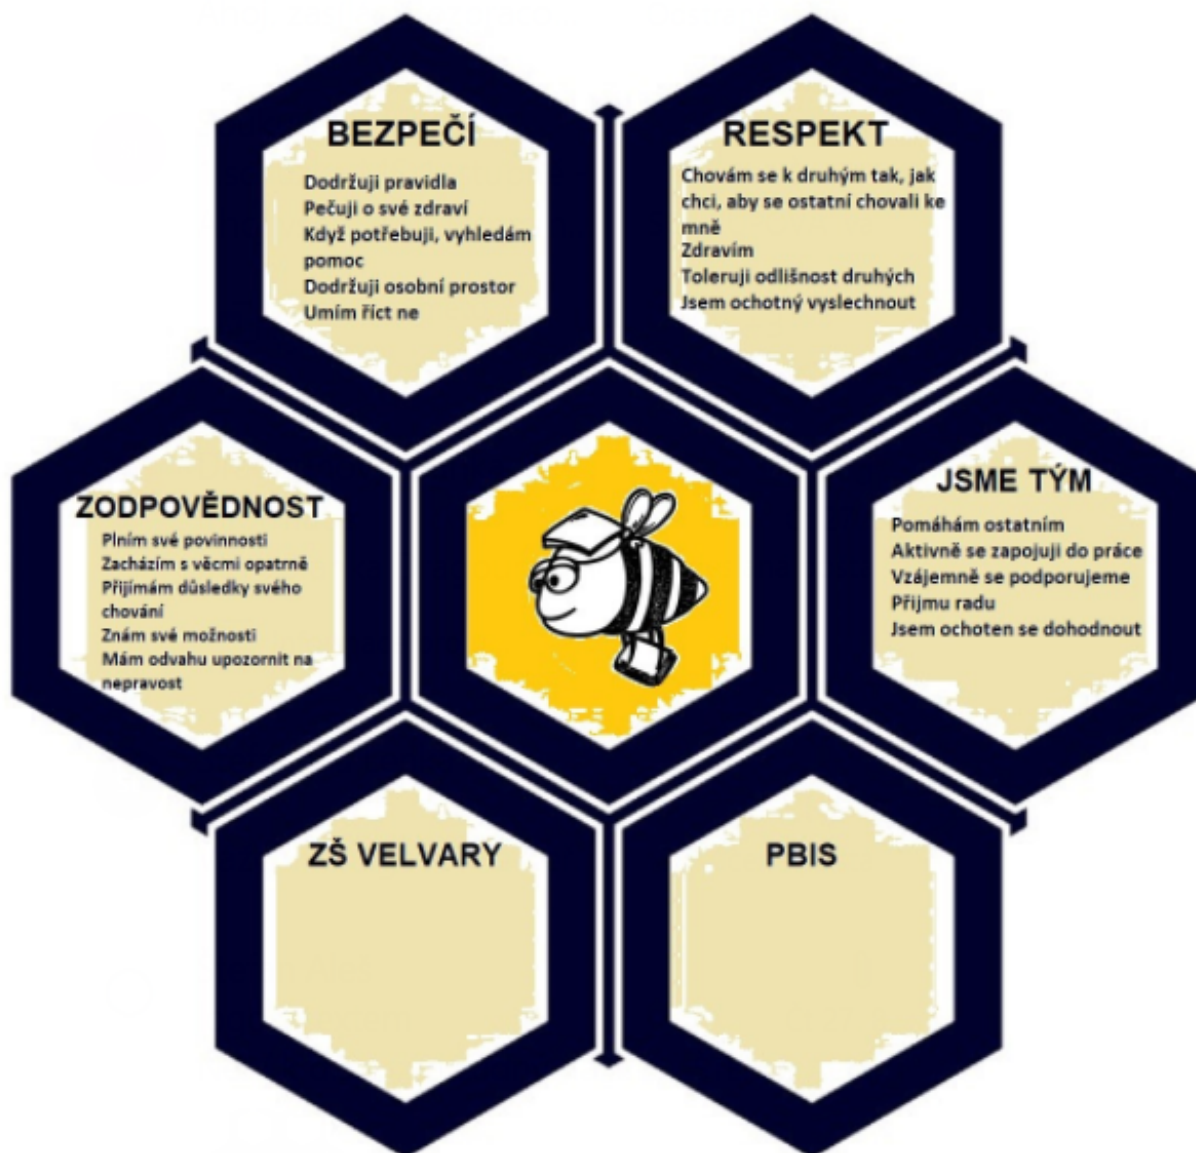 BEZPEČÍ
Dodržuji pravidla
Pečuji o své zdraví
Když potřebuji, vyhledám
pomoc
Dodržuji osobní prostor
Umím říct ne
RESPEKT
Chovám se k druhým tak, jak
chci, aby se ostatní chovali ke
mně
Zdravím
Toleruji odlišnost druhých
Jsem ochotný vyslechnout
ZODPOVĚDNOST
Plním své povinnosti
Zacházím s věcmi opatrně
Přijímám důsledky svého
chování
Znám své možnosti
Mám odvahu upozornit na
nepravost
JSME TÝM
Pomáhám ostatním
Aktivně se zapojuji do práce
Vzájemně se podporujeme
Přijmu radu
Jsem ochoten se dohodnout
ZŠ VELVARY
PBIS